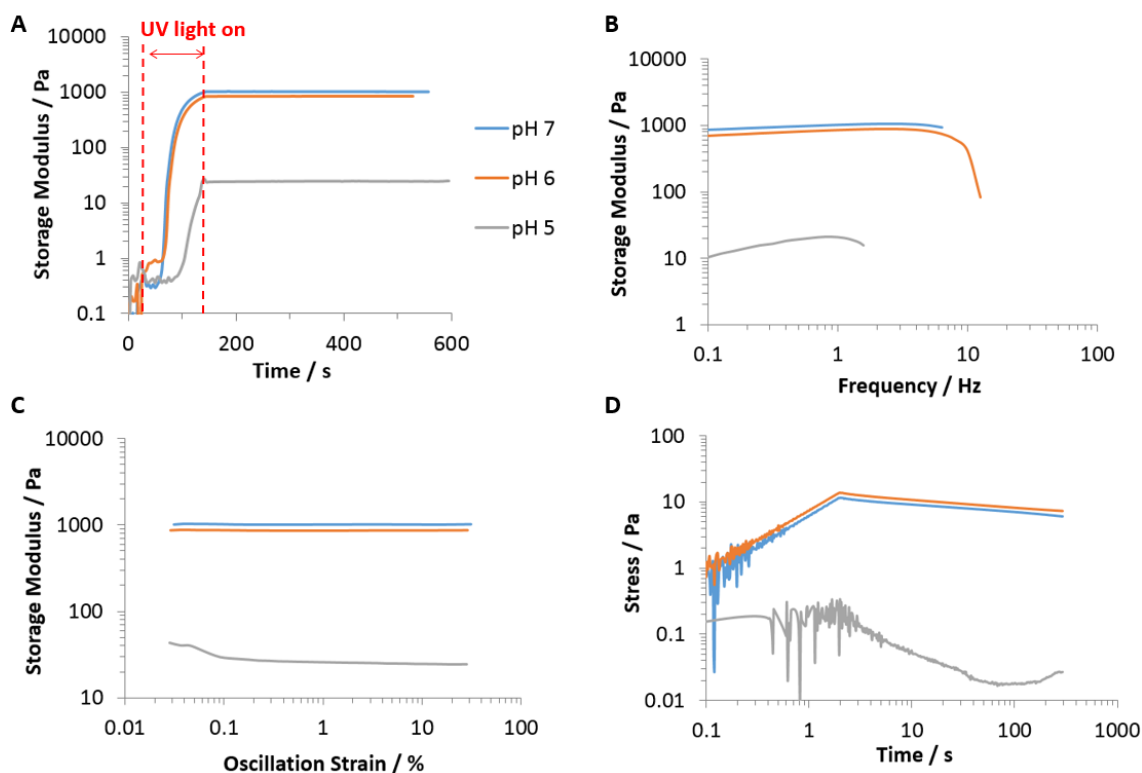 A
UV light on
10000
1000
100
10
1
0.1
0
200
400
600
Storage Modulus / Pa
Time / s
pH 7
pH 6
pH 5
B
10000
1000
100
10
1
0.1
1
10
100
Storage Modulus / Pa
Frequency / Hz
C
10000
1000
100
10
0.01
0.1
1
10
100
Storage Modulus / Pa
Oscillation Strain / %
D
100
10
1
0.1
0.01
0.1
1
10
100
1000
Stress / Pa
Time / s